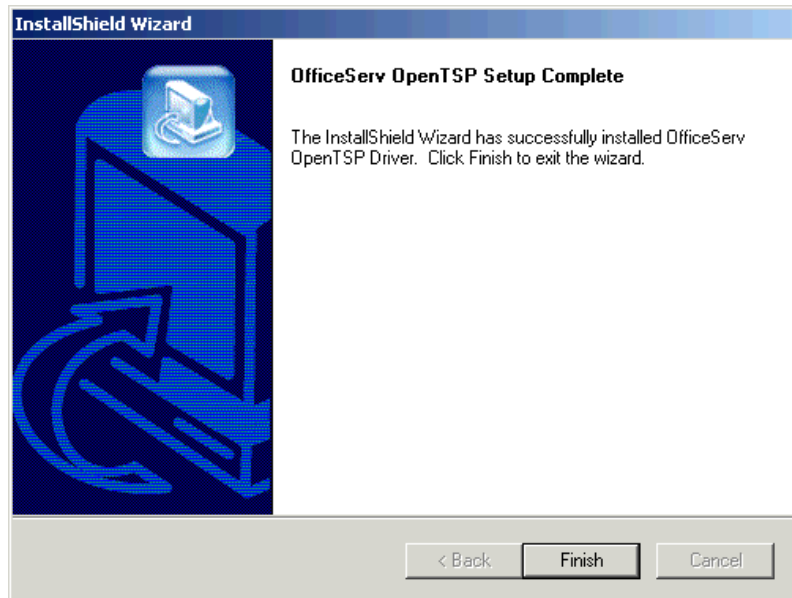 InstallShield Wizard
OfficeServ OpenTSP Setup Complete
The InstallShield Wizard has successfully installed OfficeServ
OpenTSP Driver. Click Finish to exit the wizard.
< Back Finish Cancel